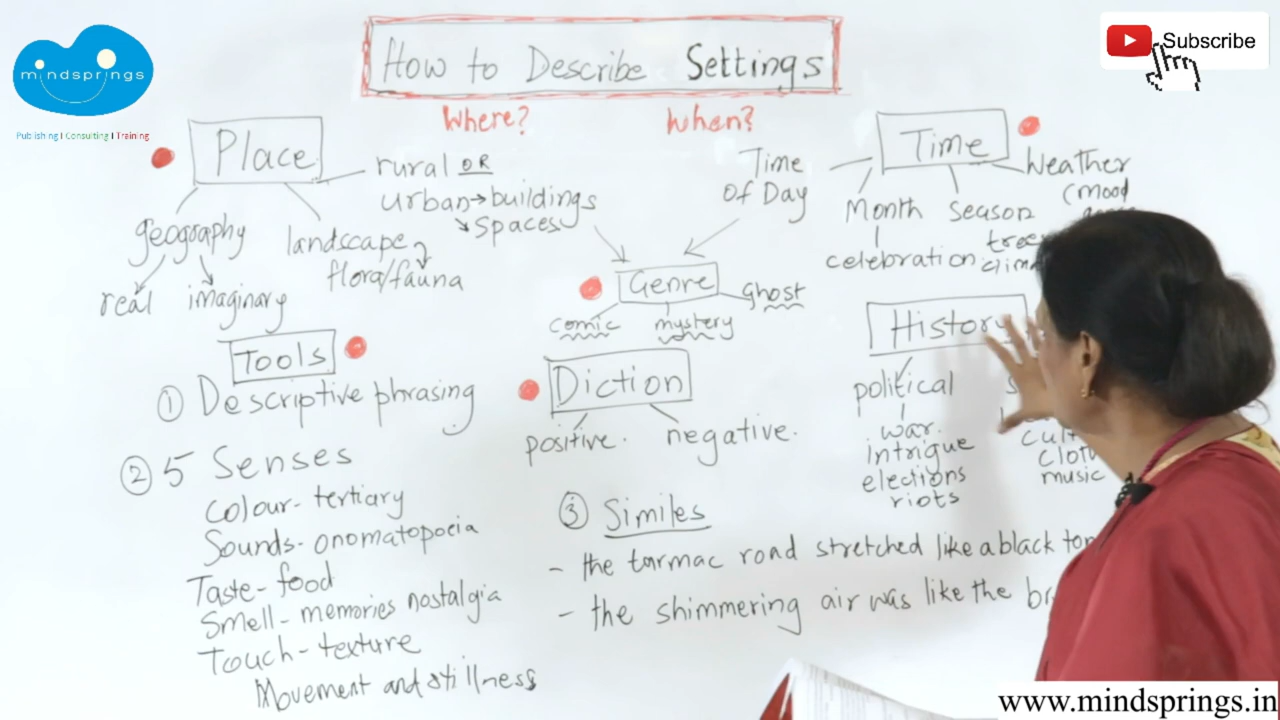 mindsprings
Publishing I Consulting I Training
How to Describe Settings
Subscribe
Where?
When?
Place
rural OR
urban → buildings
spaces
geography
landscape
flora/fauna
real
imaginary
Time
Time
Of Day
Month
celebration
season
Weather
(mood
Genre
comic
mystery
ghost
Tools
① Descriptive phrasing
② 5 Senses
Colour - tertiary
Sounds - onomatopoeia
Taste - food
Smell - memories nostalgia
Touch - texture
Movement and stillness
Diction
positive.
negative.
History
political
war.
intrigue
elections
riots
music
③ Similes
- the tarmac road stretched like a black
- the shimmering air was like the
www.mindsprings.in